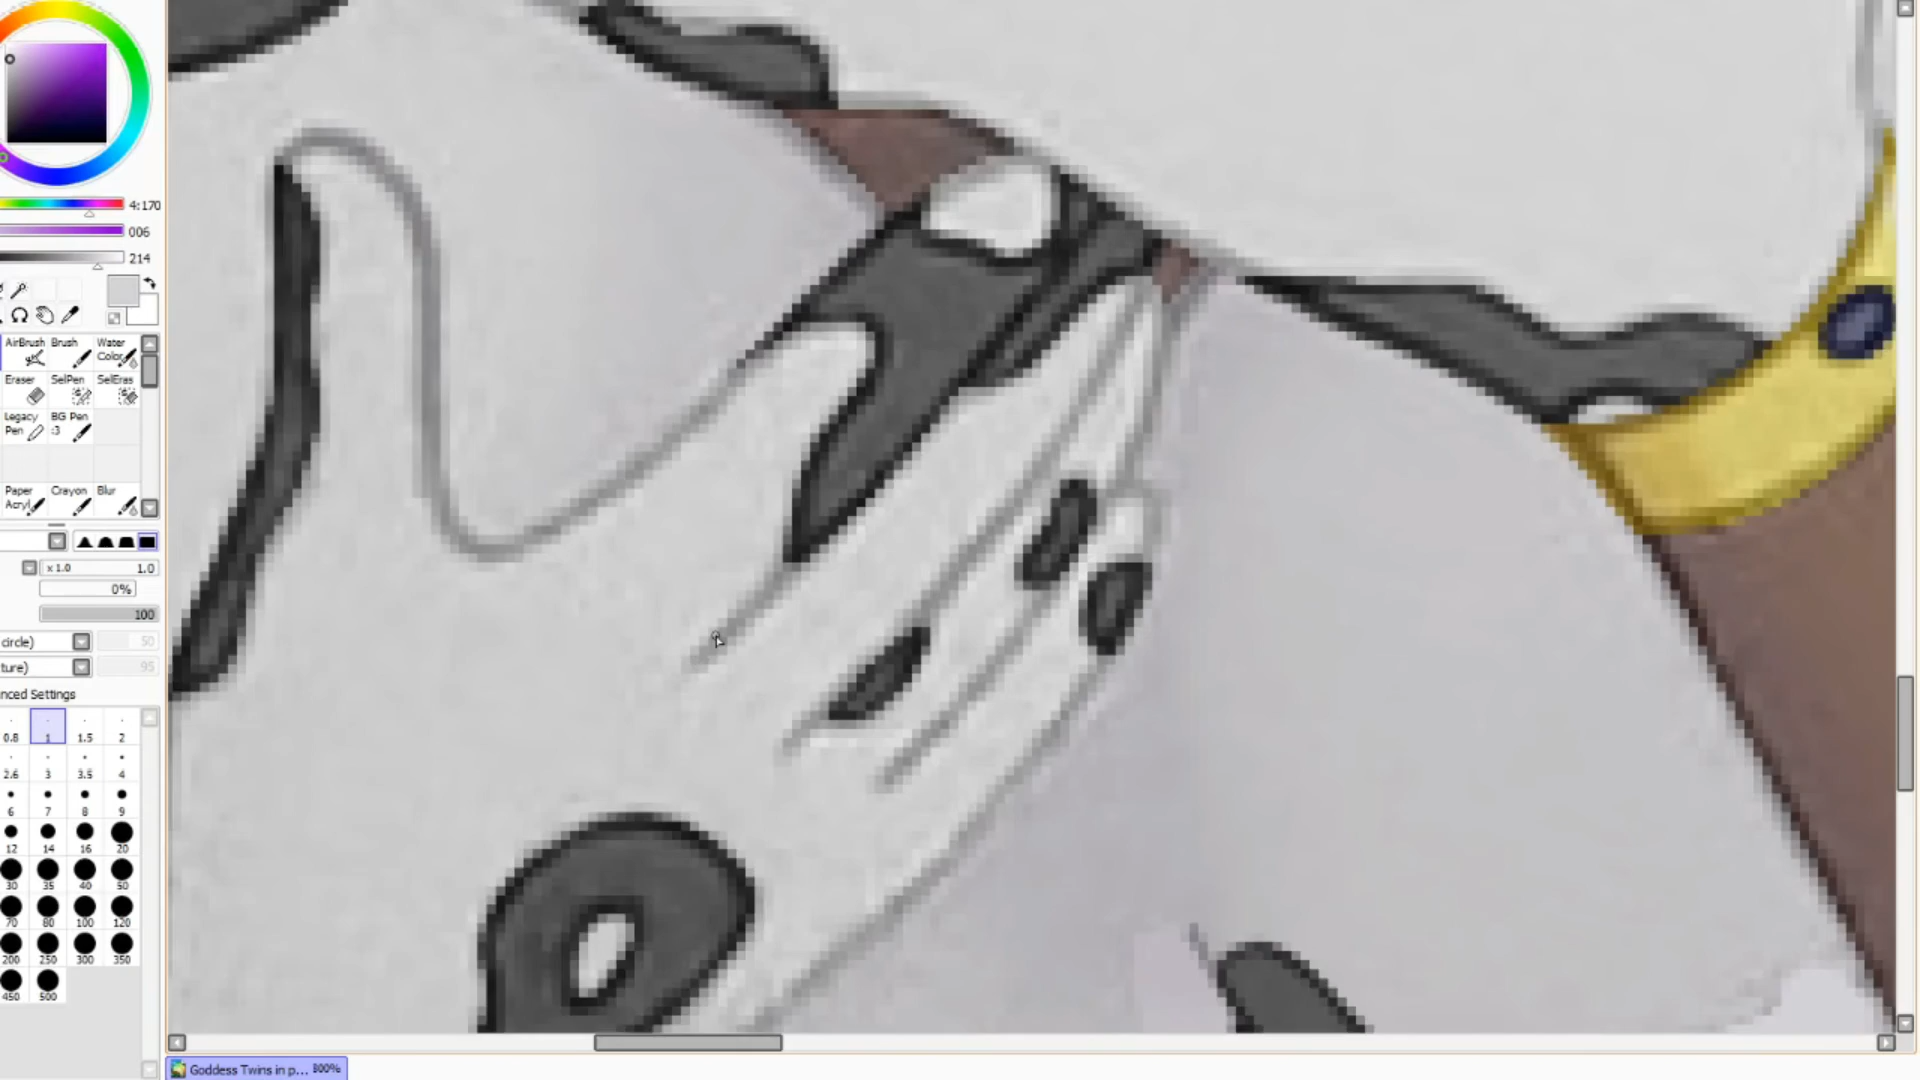 4:170
006
214
AirBrush Brush Water Color
Eraser SelPen SelEras
Legacy Pen BG Pen :3
Paper Acryl Crayon Blur
x 1.0 1.0
0%
100
circle) 50
ture) 95
nced Settings
0.8 1 1.5 2
2.6 3 3.5 4
6 7 8 9
12 14 16 20
30 35 40 50
70 80 100 120
200 250 300 350
450 500
Goddess Twins in p... 800%